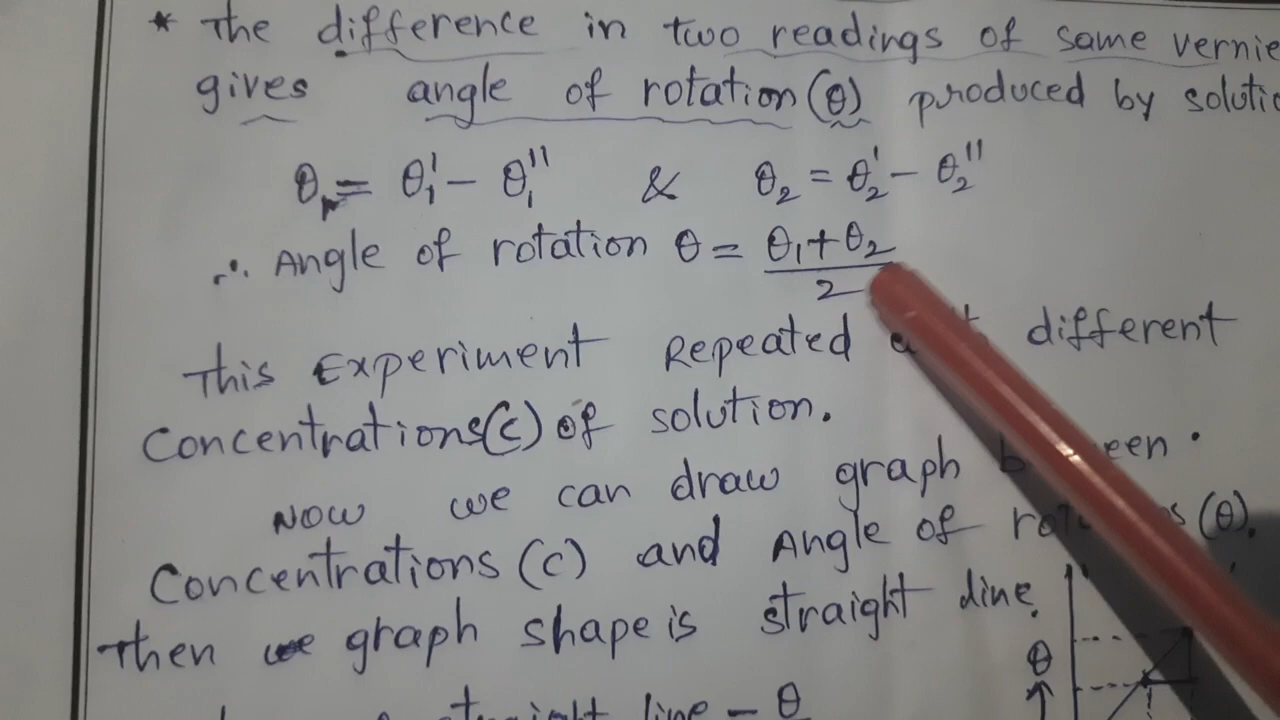 * The difference in two readings of same vernie
gives angle of rotation (θ) produced by solutio
θ₁ = θ₁' - θ₁'' & θ₂ = θ₂' - θ₂''
∴ Angle of rotation θ = θ₁+θ₂ / 2
This Experiment Repeated different
Concentrations(c) of solution.
Now we can draw graph
Concentrations (c) and Angle of (θ).
Then we graph shape is straight line.
θ
line - θ